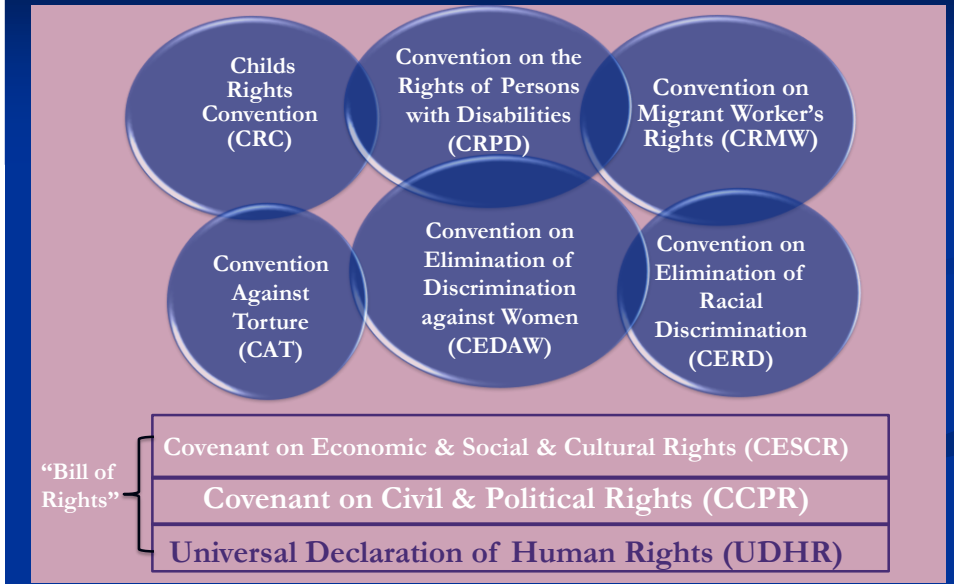 Childs
Rights
Convention
(CRC)
Convention on the
Rights of Persons
with Disabilities
(CRPD)
Convention on
Migrant Worker's
Rights (CRMW)
Convention
Against
Torture
(CAT)
Convention on
Elimination of
Discrimination
against Women
(CEDAW)
Convention on
Elimination of
Racial
Discrimination
(CERD)
“Bill of
Rights”
Covenant on Economic & Social & Cultural Rights (CESCR)
Covenant on Civil & Political Rights (CCPR)
Universal Declaration of Human Rights (UDHR)